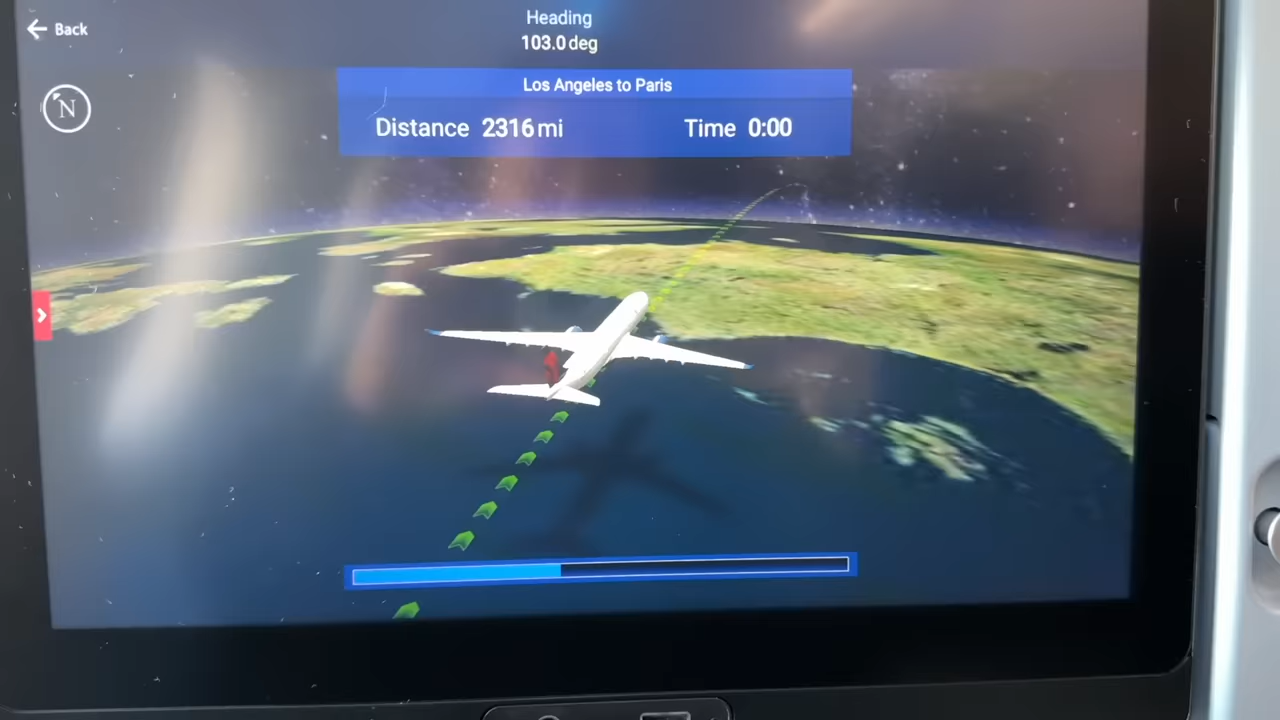 Back
Heading
103.0 deg
N
Los Angeles to Paris
Distance 2316 mi Time 0:00